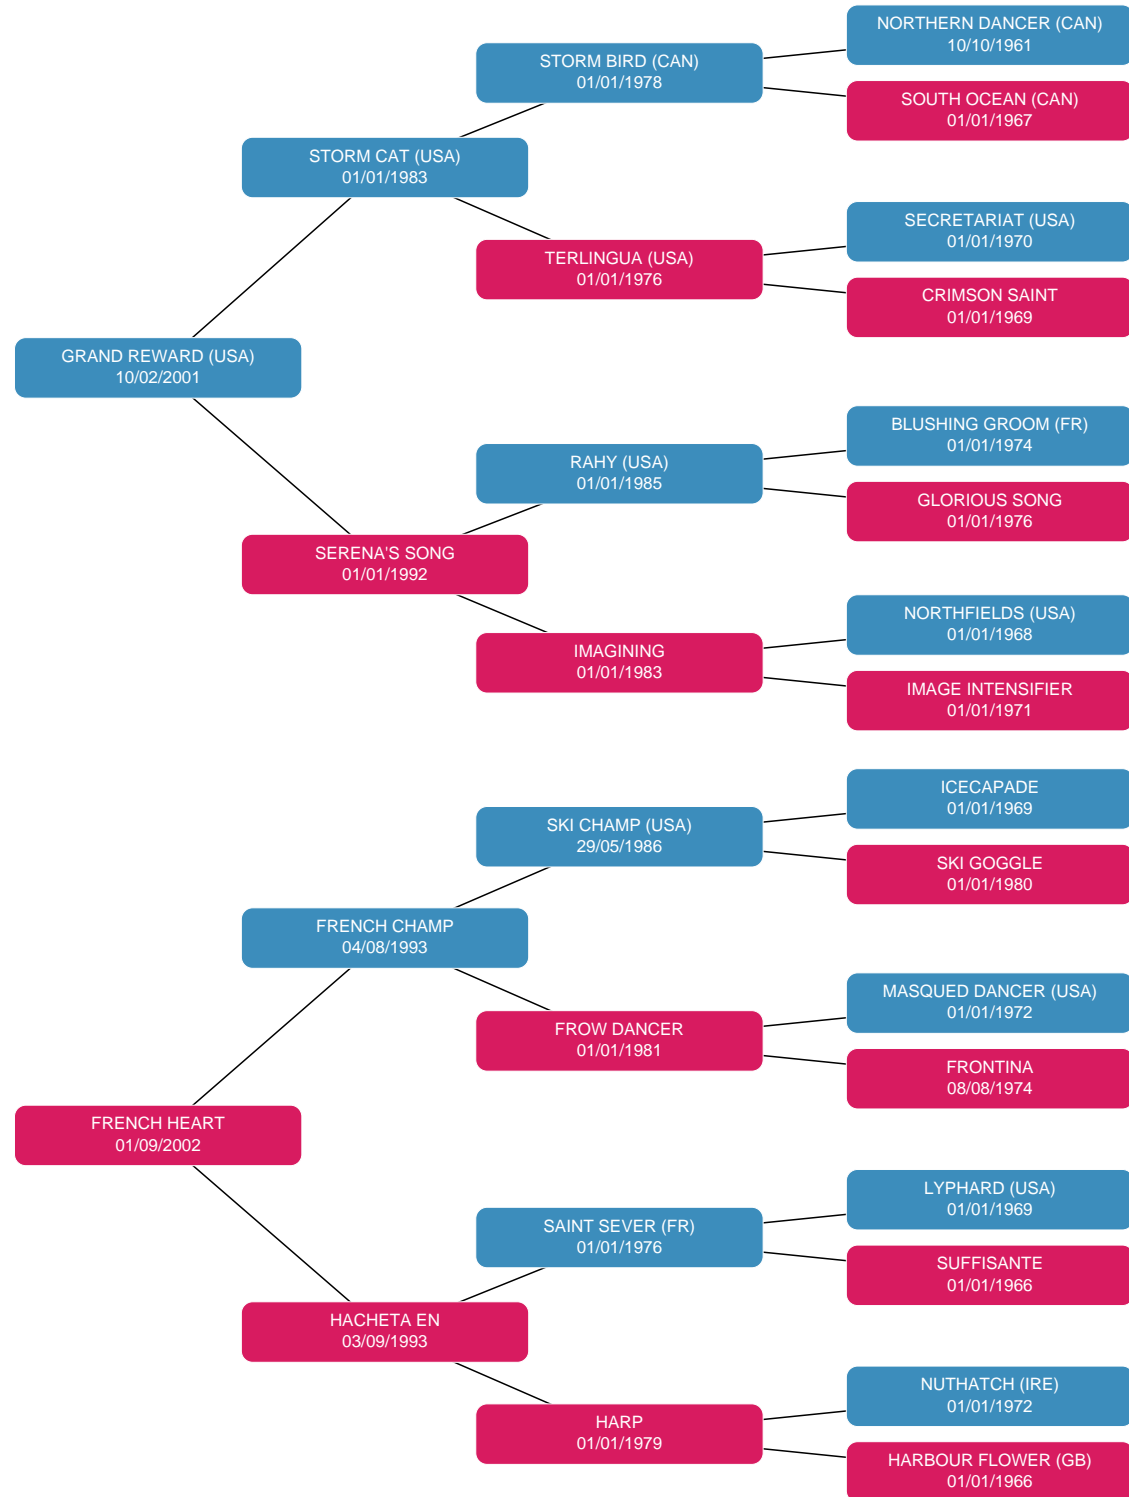 NORTHERN DANCER (CAN)
10/10/1961
STORM BIRD (CAN)
01/01/1978
SOUTH OCEAN (CAN)
01/01/1967
STORM CAT (USA)
01/01/1983
SECRETARIAT (USA)
01/01/1970
TERLINGUA (USA)
01/01/1976
CRIMSON SAINT
01/01/1969
GRAND REWARD (USA)
10/02/2001
BLUSHING GROOM (FR)
01/01/1974
RAHY (USA)
01/01/1985
GLORIOUS SONG
01/01/1976
SERENA'S SONG
01/01/1992
NORTHFIELDS (USA)
01/01/1968
IMAGINING
01/01/1983
IMAGE INTENSIFIER
01/01/1971
ICECAPADE
01/01/1969
SKI CHAMP (USA)
29/05/1986
SKI GOGGLE
01/01/1980
FRENCH CHAMP
04/08/1993
MASQUED DANCER (USA)
01/01/1972
FROW DANCER
01/01/1981
FRONTINA
08/08/1974
FRENCH HEART
01/09/2002
LYPHARD (USA)
01/01/1969
SAINT SEVER (FR)
01/01/1976
SUFFISANTE
01/01/1966
HACHETA EN
03/09/1993
NUTHATCH (IRE)
01/01/1972
HARP
01/01/1979
HARBOUR FLOWER (GB)
01/01/1966